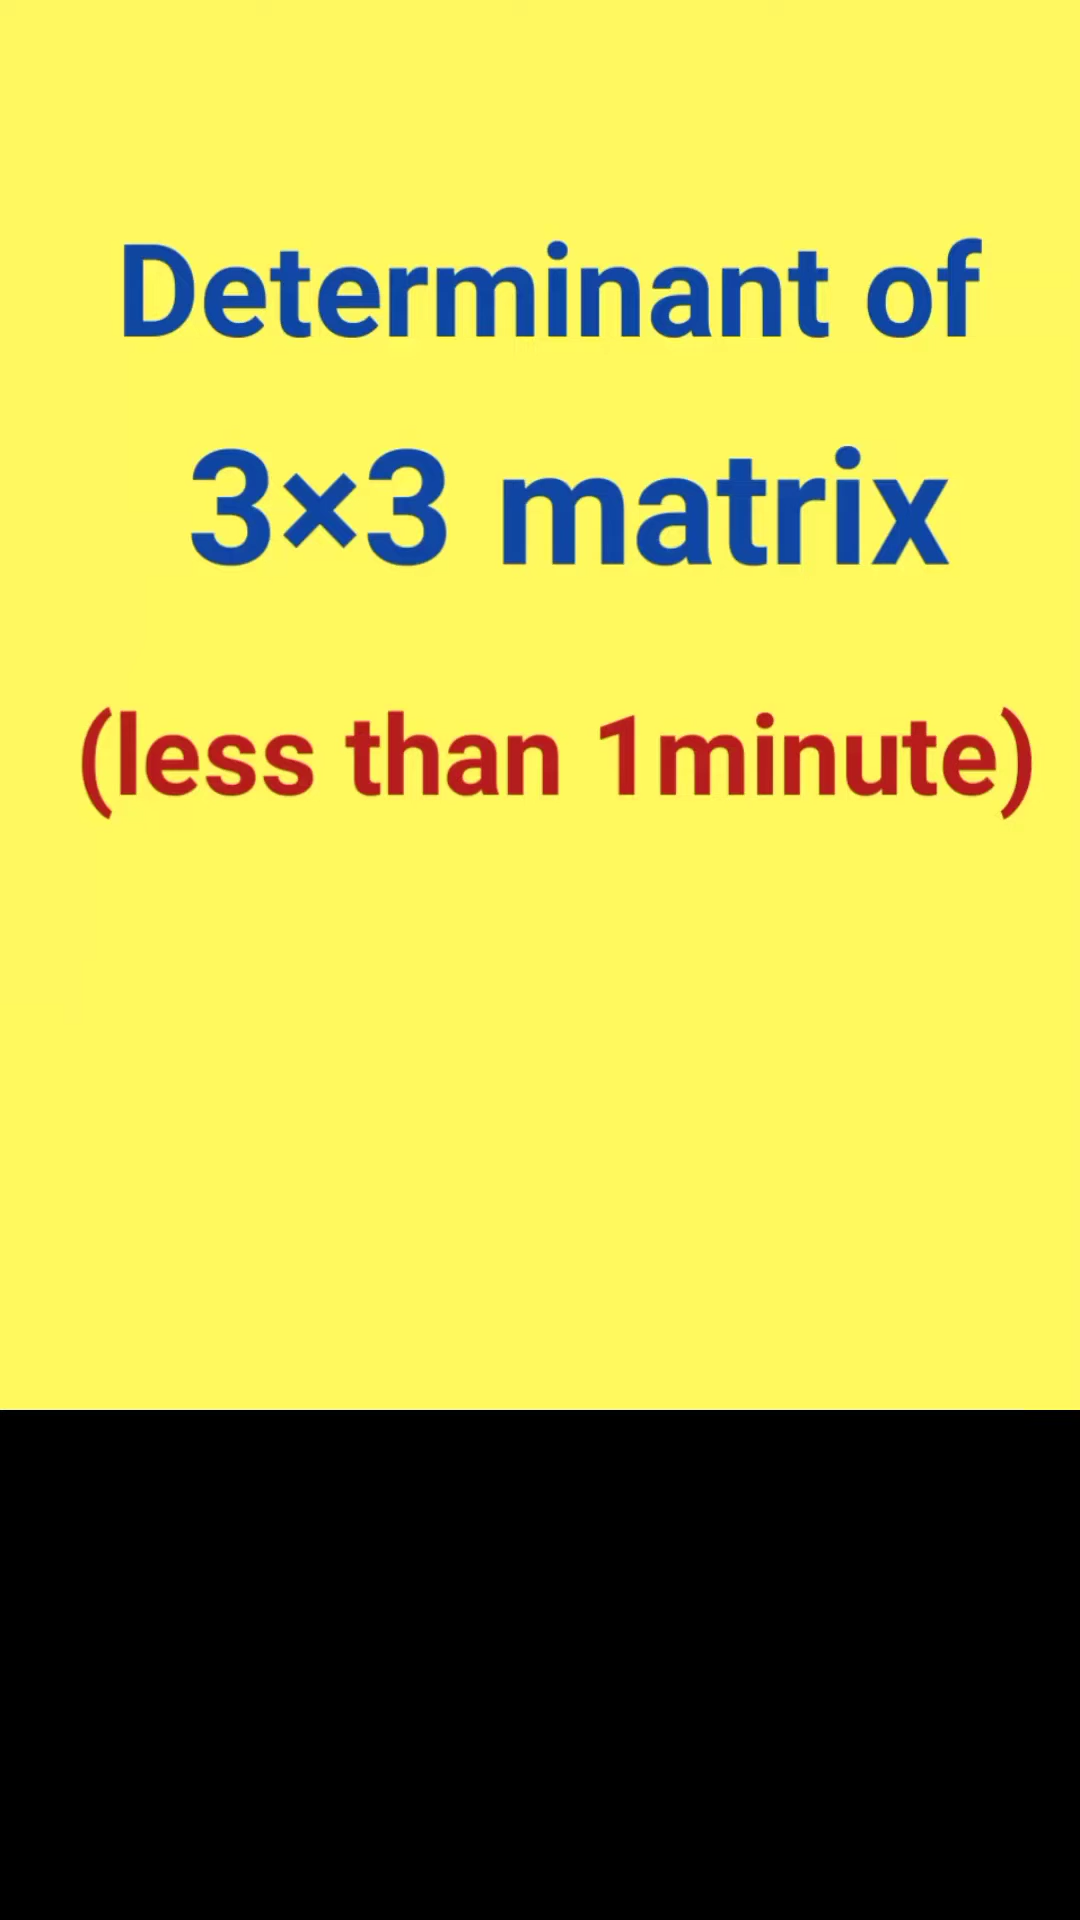 Determinant of
3×3 matrix
(less than 1minute)